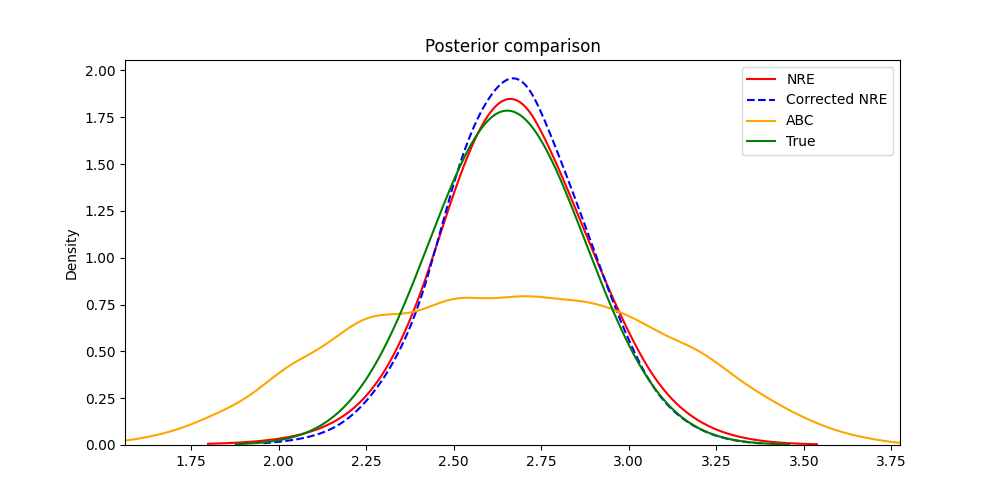 Posterior comparison
NRE
Corrected NRE
ABC
True
Density
2.00
1.75
1.50
1.25
1.00
0.75
0.50
0.25
0.00
1.75 2.00 2.25 2.50 2.75 3.00 3.25 3.50 3.75